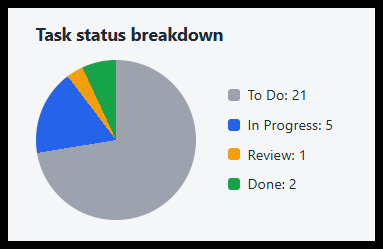 Task status breakdown
To Do: 21
In Progress: 5
Review: 1
Done: 2